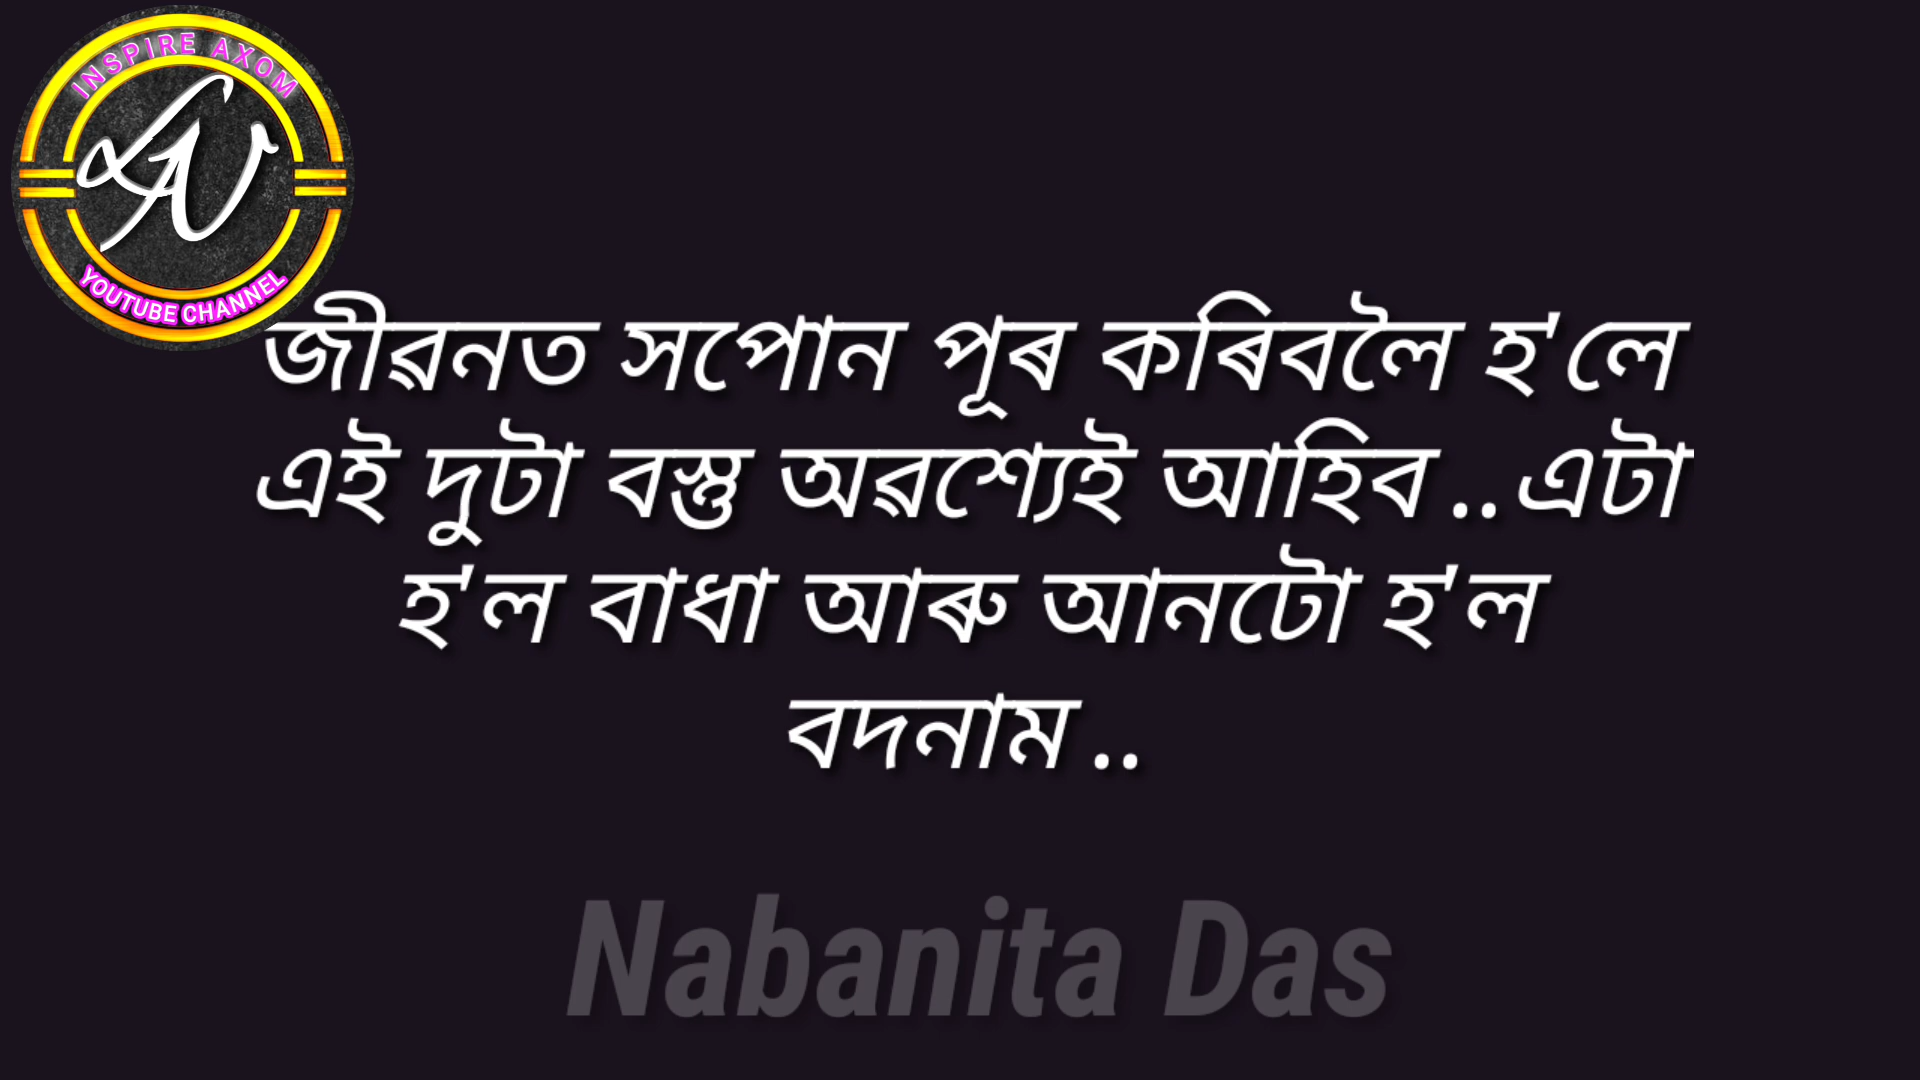 INSPIRE AXOM
YOUTUBE CHANNEL
জীৱনত সপোন পূৰ কৰিবলৈ হ'লে
এই দুটা বস্তু অৱশ্যেই আহিব ..এটা
হ'ল বাধা আৰু আনটো হ'ল
বদনাম ..
Nabanita Das